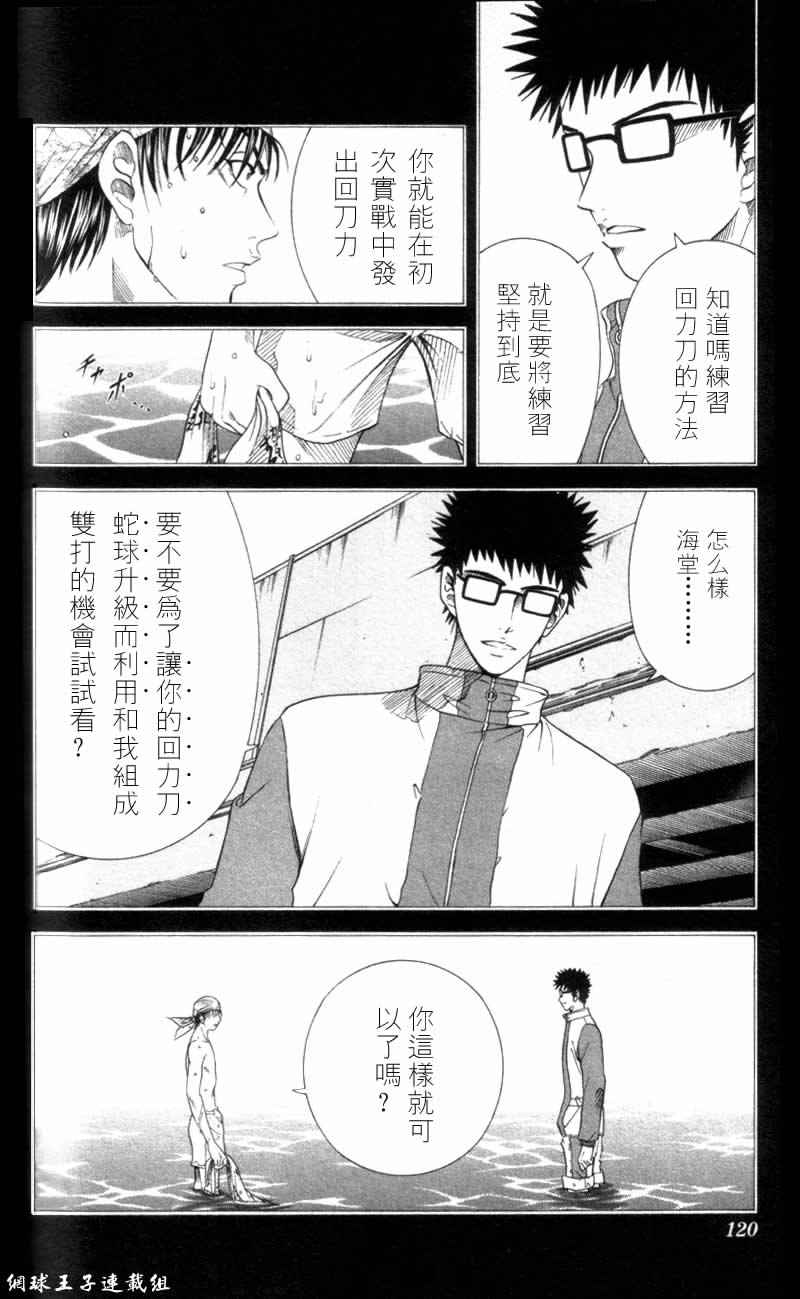 知道嗎練習
回力刀的方法
就是要將練習
堅持到底
你就能在初
次實戰中發
出回刀力
チャポ…
怎么樣
海堂………
要不要爲了讓你的回力刀
蛇球升級而利用和我組成
雙打的機會試試看？
你這樣就可
以了嗎？
120
網球王子連載組